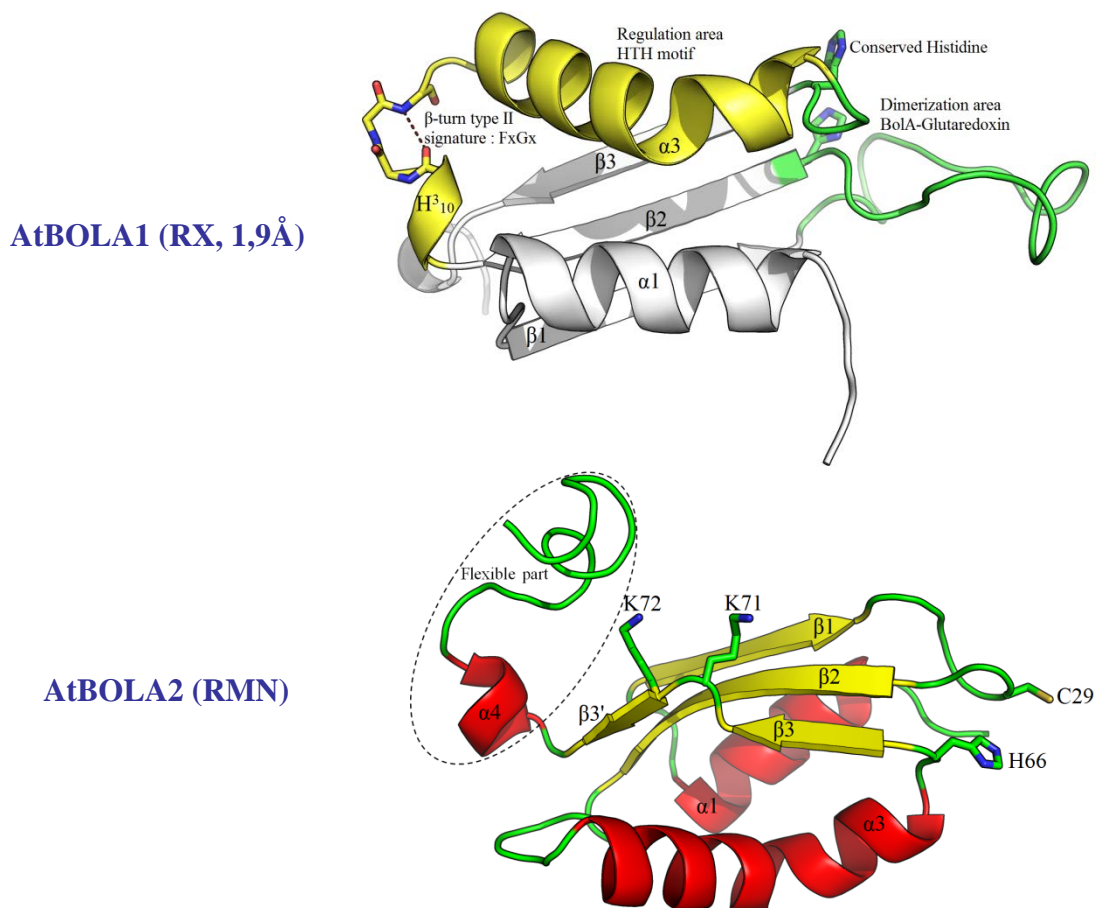 Regulation area
HTH motif
Conserved Histidine
Dimerization area
BolA-Glutaredoxin
β-turn type II
signature : FxGx
α3
β3
H³10
β2
AtBOLA1 (RX, 1,9Å)
α1
β1
Flexible part
K72
K71
β1
β2
C29
AtBOLA2 (RMN)
α4
β3'
β3
H66
α1
α3